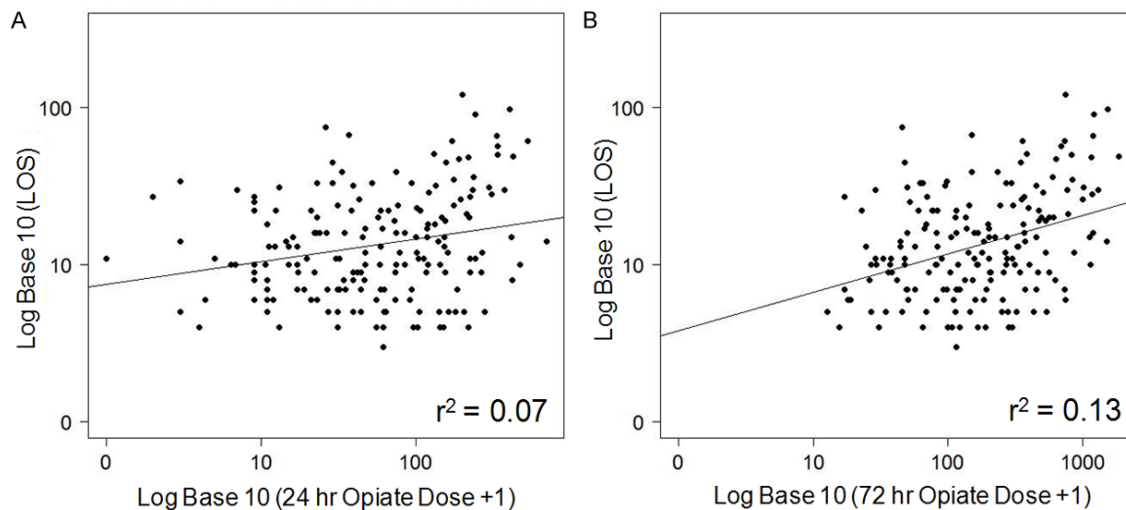 A
Log Base 10 (LOS)
100
10
0
r² = 0.07
0 10 100
Log Base 10 (24 hr Opiate Dose +1)
B
Log Base 10 (LOS)
100
10
0
r² = 0.13
0 10 100 1000
Log Base 10 (72 hr Opiate Dose +1)